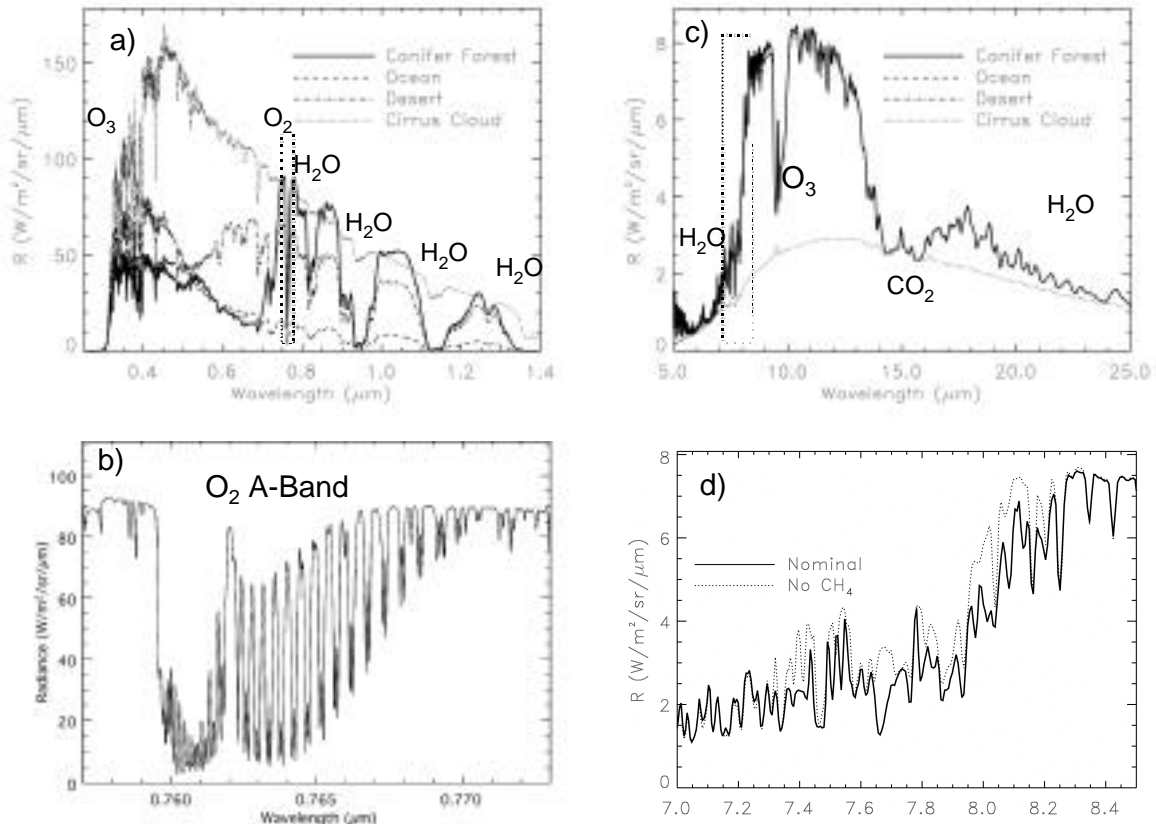 a)
R (W/m²/sr/μm)
150
100
50
0
O₃
O₂
H₂O
H₂O
H₂O
H₂O
Conifer Forest
Ocean
Desert
Cirrus Cloud
0.4
0.6
0.8
1.0
1.2
1.4
Wavelength (μm)
c)
R (W/m²/sr/μm)
8
6
4
2
0
Conifer Forest
Ocean
Desert
Cirrus Cloud
H₂O
O₃
CO₂
H₂O
5.0
10.0
15.0
20.0
25.0
Wavelength (μm)
b)
O₂ A-Band
Radiance (W/m²/sr/μm)
100
80
60
40
20
0
0.760
0.765
0.770
Wavelength (μm)
d)
R (W/m²/sr/μm)
8
6
4
2
0
Nominal
No CH₄
7.0
7.2
7.4
7.6
7.8
8.0
8.2
8.4